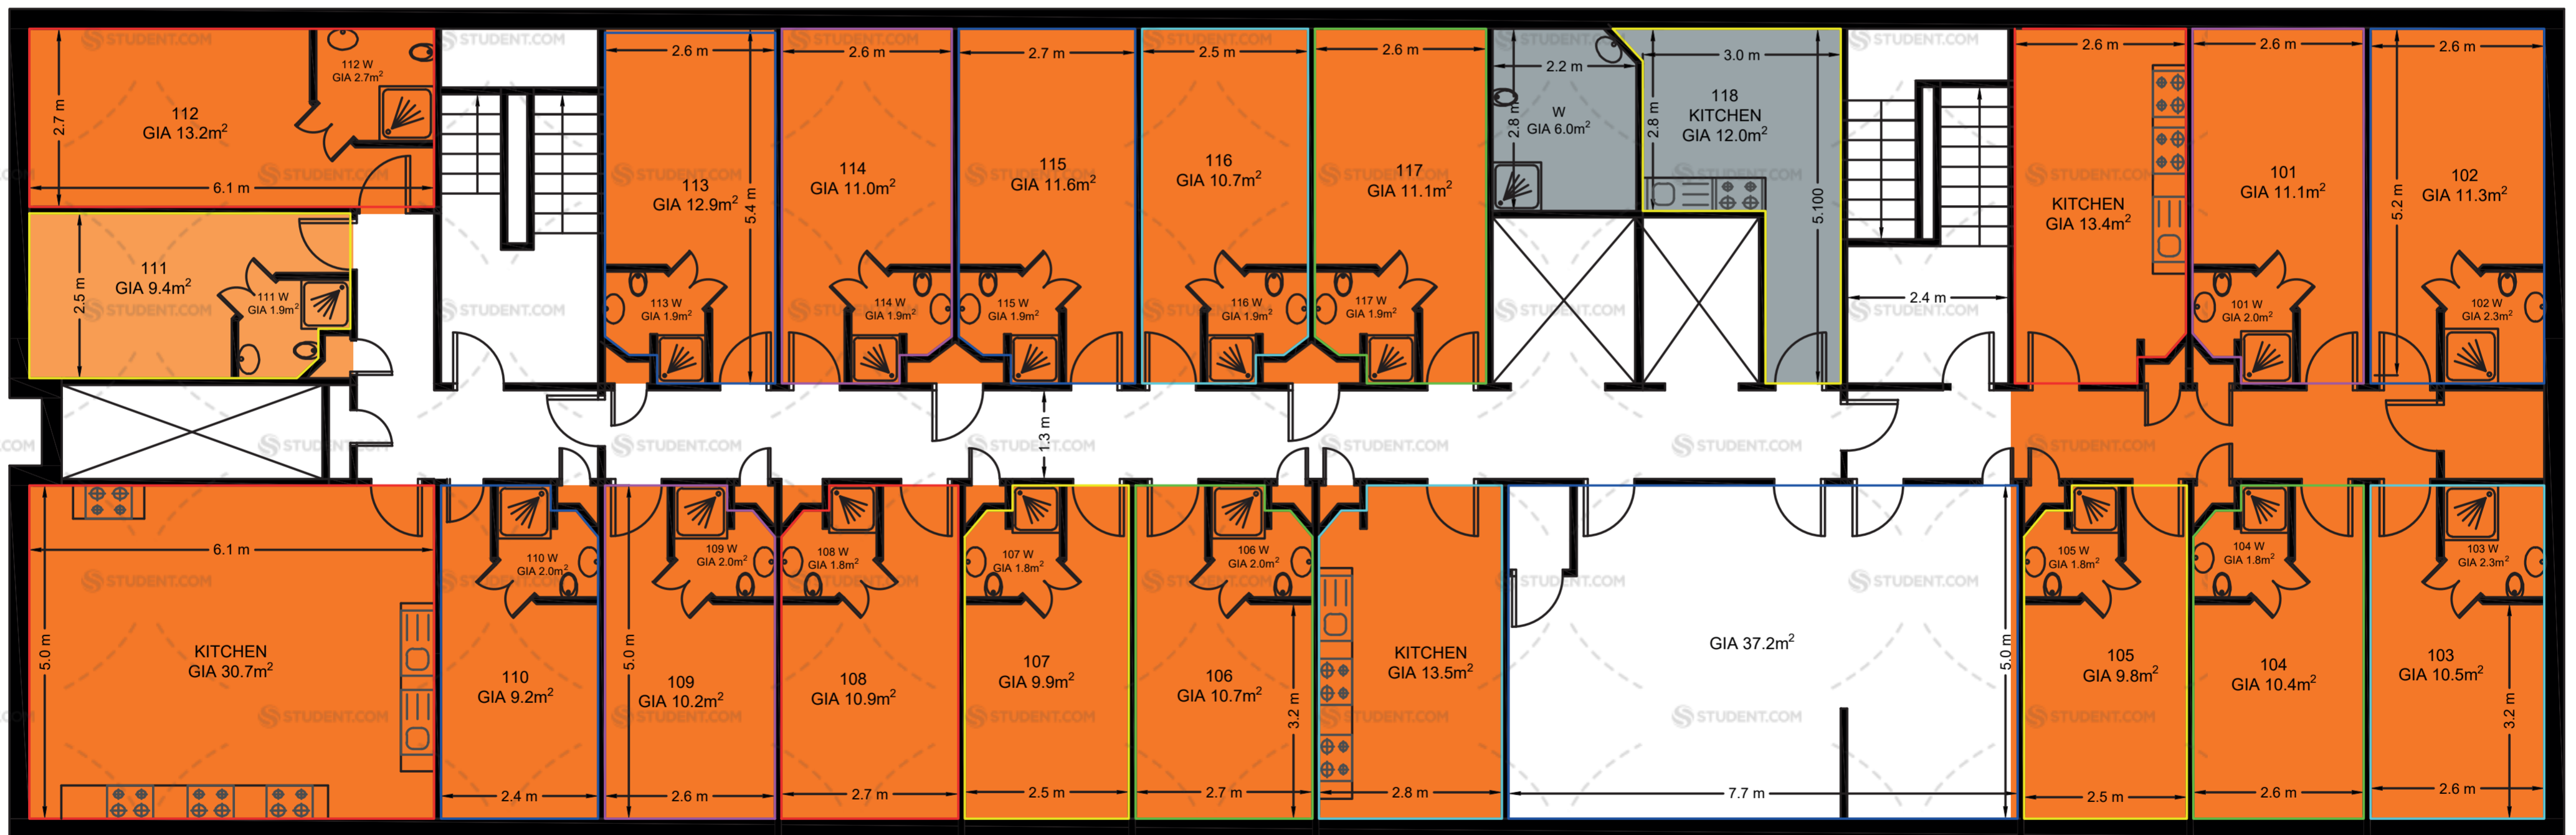 112 W
GIA 2.7m²
2.7 m
112
GIA 13.2m²
6.1 m
2.5 m
111
GIA 9.4m²
111 W
GIA 1.9m²
2.6 m
113
GIA 12.9m²
5.4 m
113 W
GIA 1.9m²
2.6 m
114
GIA 11.0m²
114 W
GIA 1.9m²
2.7 m
115
GIA 11.6m²
115 W
GIA 1.9m²
2.5 m
116
GIA 10.7m²
116 W
GIA 1.9m²
2.6 m
117
GIA 11.1m²
117 W
GIA 1.9m²
2.2 m
2.8 m
W
GIA 6.0m²
3.0 m
2.8 m
118
KITCHEN
GIA 12.0m²
5.100
2.4 m
2.6 m
KITCHEN
GIA 13.4m²
2.6 m
101
GIA 11.1m²
101 W
GIA 2.0m²
2.6 m
5.2 m
102
GIA 11.3m²
102 W
GIA 2.3m²
1.3 m
6.1 m
5.0 m
KITCHEN
GIA 30.7m²
110 W
GIA 2.0m²
110
GIA 9.2m²
2.4 m
109 W
GIA 2.0m²
5.0 m
109
GIA 10.2m²
2.6 m
108 W
GIA 1.8m²
108
GIA 10.9m²
2.7 m
107 W
GIA 1.8m²
107
GIA 9.9m²
2.5 m
106 W
GIA 2.0m²
106
GIA 10.7m²
3.2 m
2.7 m
KITCHEN
GIA 13.5m²
2.8 m
GIA 37.2m²
5.0 m
7.7 m
105 W
GIA 1.8m²
105
GIA 9.8m²
2.5 m
104 W
GIA 1.8m²
104
GIA 10.4m²
2.6 m
103 W
GIA 2.3m²
103
GIA 10.5m²
3.2 m
2.6 m
STUDENT.COM